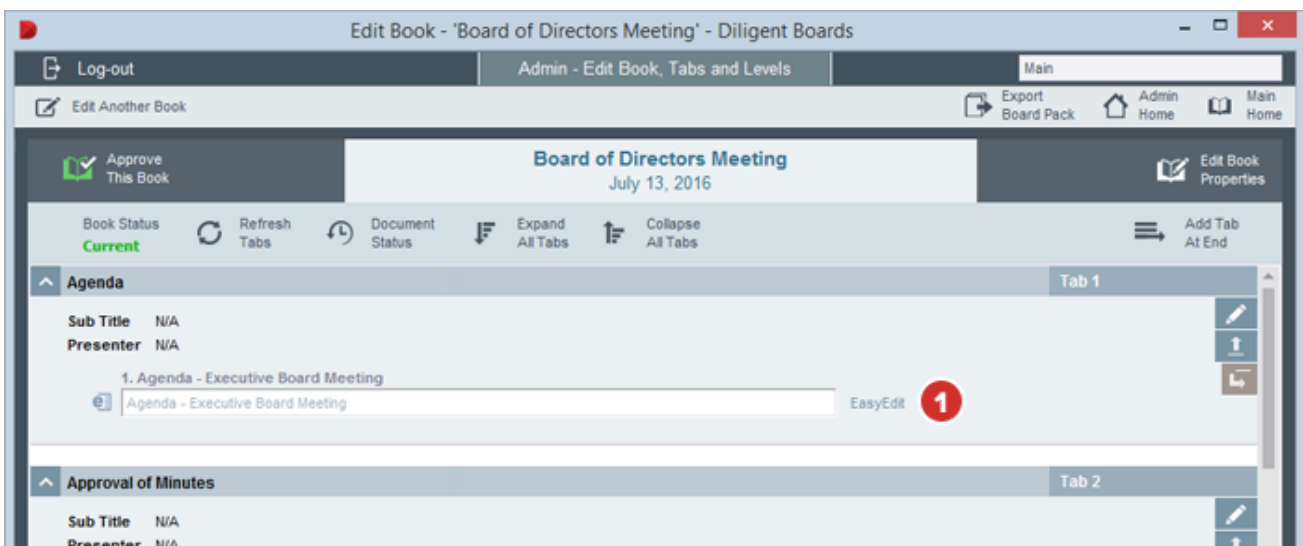 Edit Book - 'Board of Directors Meeting' - Diligent Boards
Log-out
Admin - Edit Book, Tabs and Levels
Main
Edit Another Book
Export
Board Pack
Admin
Home
Main
Home
Approve
This Book
Board of Directors Meeting
July 13, 2016
Edit Book
Properties
Book Status
Current
Refresh
Tabs
Document
Status
Expand
All Tabs
Collapse
All Tabs
Add Tab
At End
Agenda
Tab 1
Sub Title N/A
Presenter N/A
1. Agenda - Executive Board Meeting
Agenda - Executive Board Meeting
EasyEdit
1
Approval of Minutes
Tab 2
Sub Title N/A
Presenter N/A